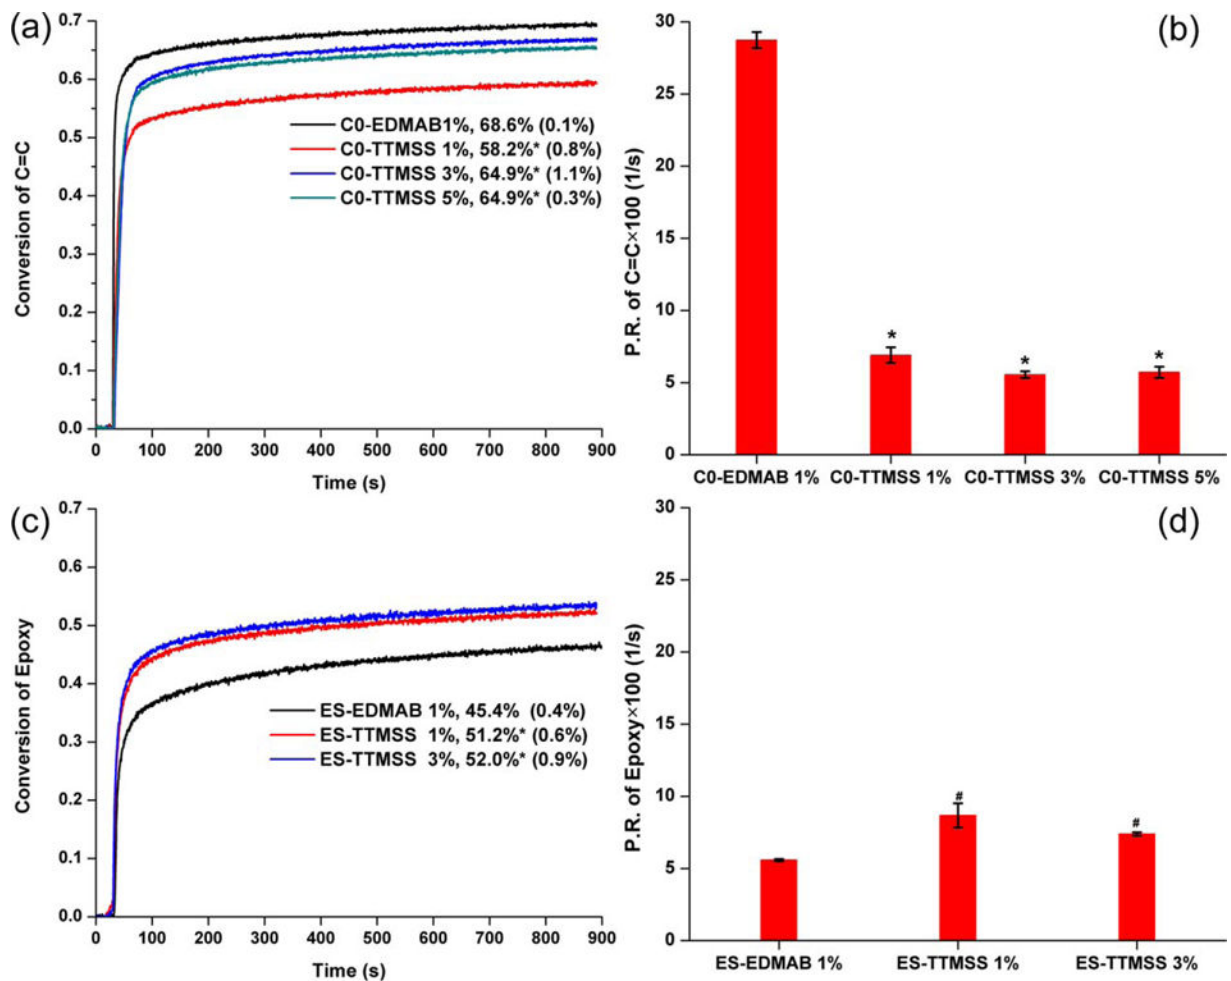 (a)
0.7
0.6
0.5
0.4
0.3
0.2
0.1
0.0
Conversion of C=C
C0-EDMAB1%, 68.6% (0.1%)
C0-TTMSS 1%, 58.2%* (0.8%)
C0-TTMSS 3%, 64.9%* (1.1%)
C0-TTMSS 5%, 64.9%* (0.3%)
0 100 200 300 400 500 600 700 800 900
Time (s)
(b)
30
25
20
15
10
5
0
P.R. of C=C×100 (1/s)
* * *
C0-EDMAB 1% C0-TTMSS 1% C0-TTMSS 3% C0-TTMSS 5%
(c)
0.7
0.6
0.5
0.4
0.3
0.2
0.1
0.0
Conversion of Epoxy
ES-EDMAB 1%, 45.4% (0.4%)
ES-TTMSS 1%, 51.2%* (0.6%)
ES-TTMSS 3%, 52.0%* (0.9%)
0 100 200 300 400 500 600 700 800 900
Time (s)
(d)
30
25
20
15
10
5
0
P.R. of Epoxy×100 (1/s)
# #
ES-EDMAB 1% ES-TTMSS 1% ES-TTMSS 3%